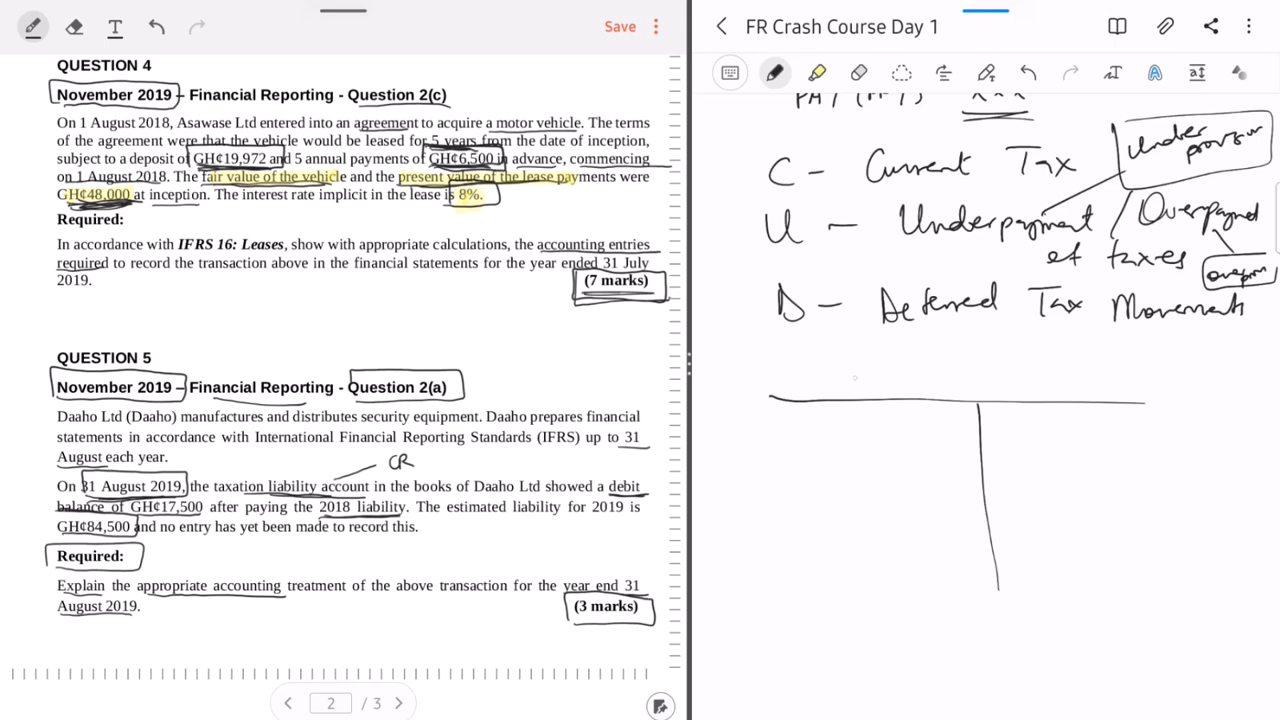 Save
QUESTION 4
November 2019 – Financial Reporting - Question 2(c)
On 1 August 2018, Asawase Ltd entered into an agreement to acquire a motor vehicle. The terms
of the agreement were that the vehicle would be leased for 5 years from the date of inception,
subject to a deposit of GH¢19,972 and 5 annual payments of GH¢6,500 in advance, commencing
on 1 August 2018. The fair value of the vehicle and the present value of the lease payments were
GH¢48,000 at inception. The interest rate implicit in the lease is 8%.
Required:
In accordance with IFRS 16: Leases, show with appropriate calculations, the accounting entries
required to record the transaction above in the financial statements for the year ended 31 July
2019.
(7 marks)
QUESTION 5
November 2019 – Financial Reporting - Question 2(a)
Daaho Ltd (Daaho) manufactures and distributes security equipment. Daaho prepares financial
statements in accordance with International Financial Reporting Standards (IFRS) up to 31
August each year.
CR
On 31 August 2019, the taxation liability account in the books of Daaho Ltd showed a debit
balance of GH¢17,500 after paying the 2018 liability. The estimated liability for 2019 is
GH¢84,500 and no entry has yet been made to record this.
Required:
Explain the appropriate accounting treatment of the above transaction for the year end 31
August 2019.
(3 marks)
2 / 3
FR Crash Course Day 1
C - Current Tax
Under
provision
U - Underpayment / Overpayment
of taxes
D - Deferred Tax Movements